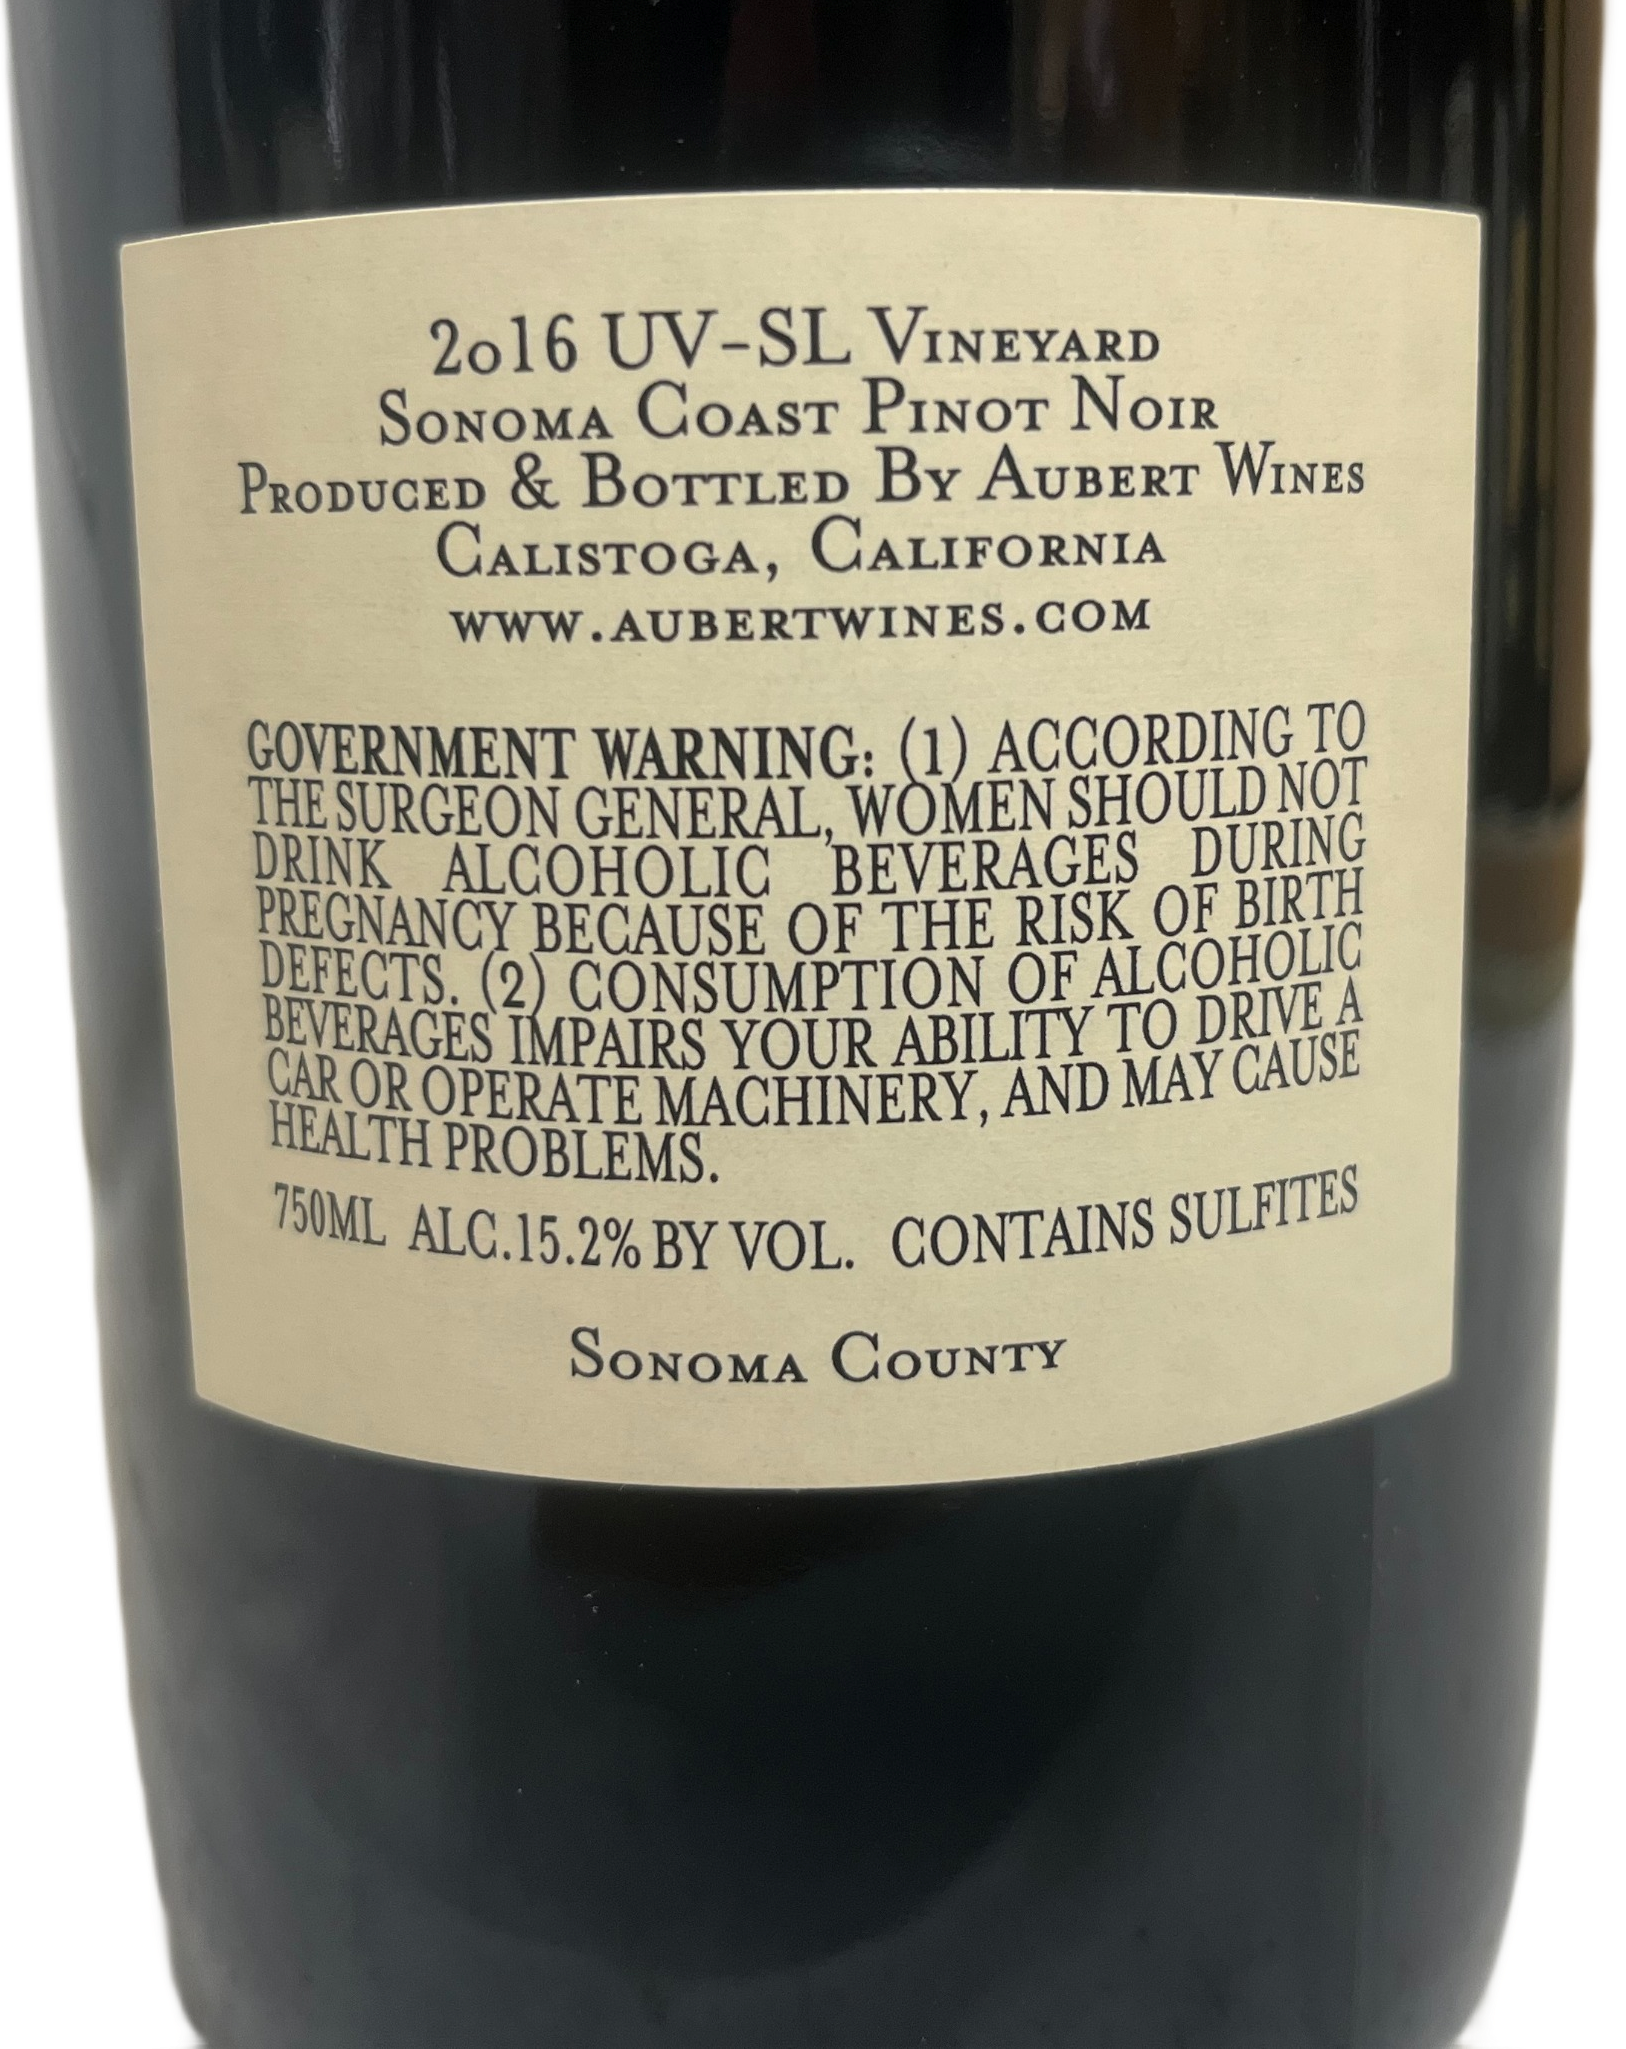 2016 UV-SL Vineyard
Sonoma Coast Pinot Noir
Produced & Bottled By Aubert Wines
Calistoga, California
www.aubertwines.com
GOVERNMENT WARNING: (1) ACCORDING TO
THE SURGEON GENERAL, WOMEN SHOULD NOT
DRINK ALCOHOLIC BEVERAGES DURING
PREGNANCY BECAUSE OF THE RISK OF BIRTH
DEFECTS. (2) CONSUMPTION OF ALCOHOLIC
BEVERAGES IMPAIRS YOUR ABILITY TO DRIVE A
CAR OR OPERATE MACHINERY, AND MAY CAUSE
HEALTH PROBLEMS.
750ML ALC.15.2% BY VOL. CONTAINS SULFITES
Sonoma County